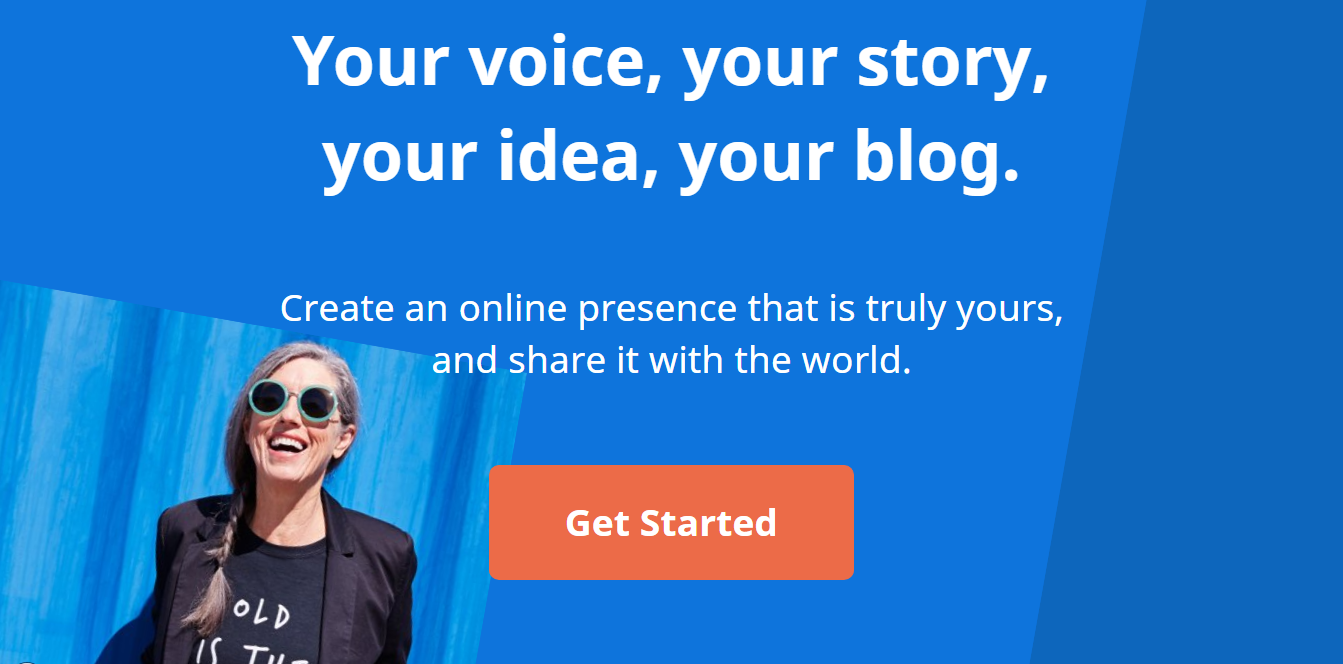 Your voice, your story,
your idea, your blog.
Create an online presence that is truly yours,
and share it with the world.
Get Started
OLD
IS THE